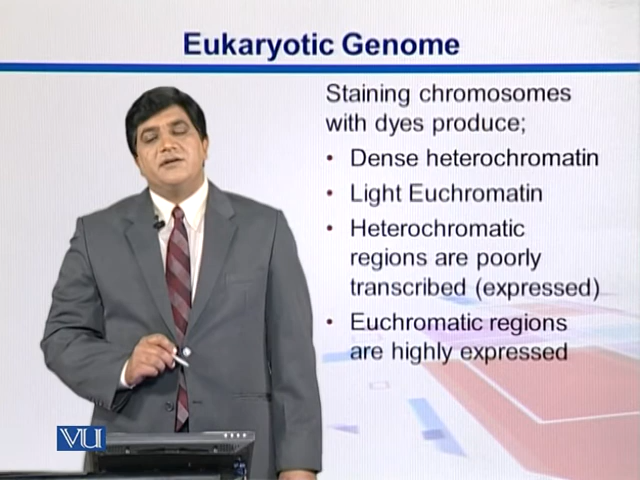 Eukaryotic Genome
Staining chromosomes
with dyes produce;
• Dense heterochromatin
• Light Euchromatin
• Heterochromatic
regions are poorly
transcribed (expressed)
• Euchromatic regions
are highly expressed
VU